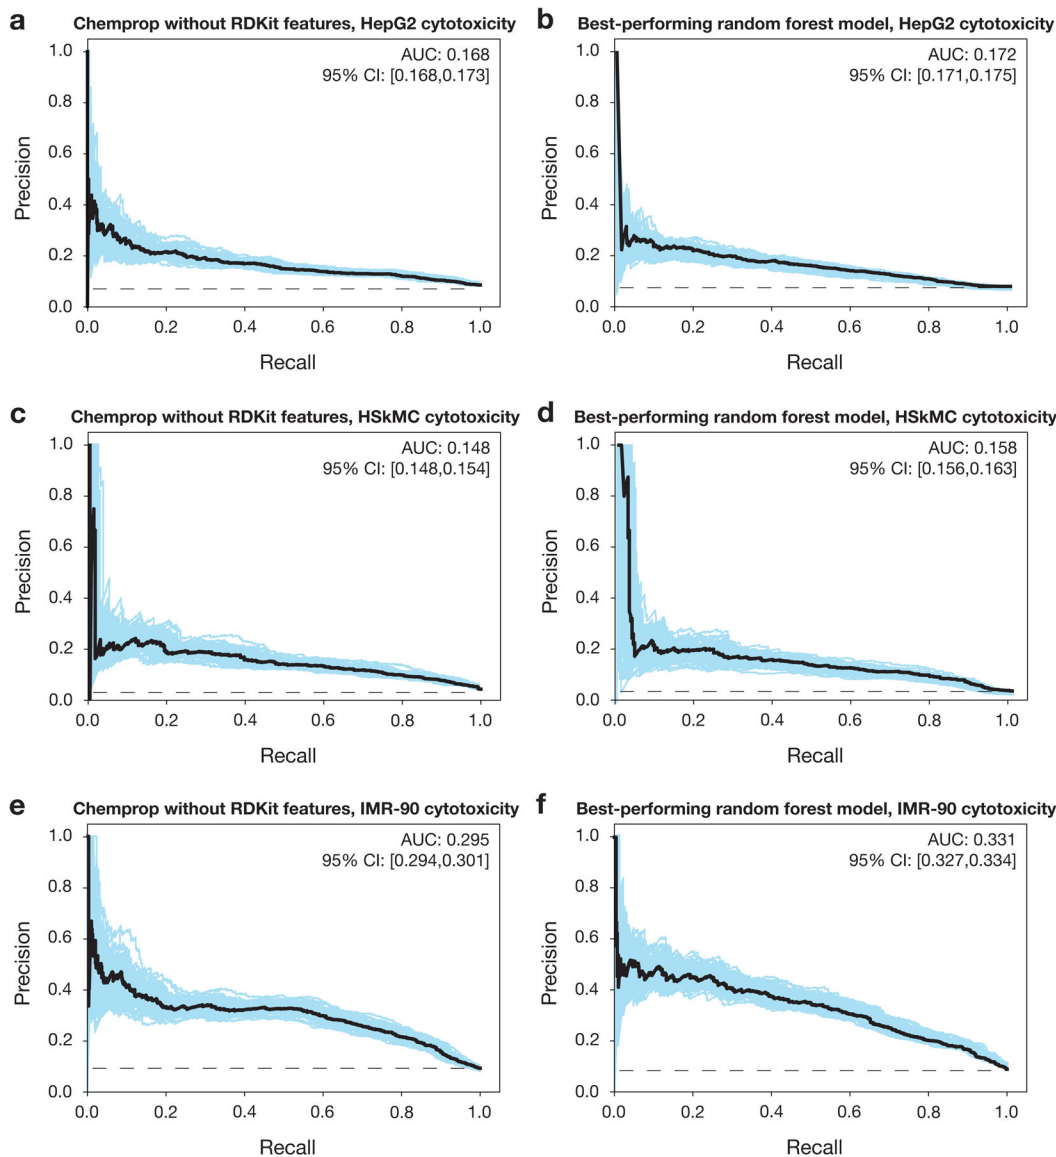 a Chemprop without RDKit features, HepG2 cytotoxicity
AUC: 0.168
95% CI: [0.168,0.173]
Precision
1.0
0.8
0.6
0.4
0.2
0.0
0.0 0.2 0.4 0.6 0.8 1.0
Recall
b Best-performing random forest model, HepG2 cytotoxicity
AUC: 0.172
95% CI: [0.171,0.175]
Precision
1.0
0.8
0.6
0.4
0.2
0.0
0.0 0.2 0.4 0.6 0.8 1.0
Recall
c Chemprop without RDKit features, HSkMC cytotoxicity
AUC: 0.148
95% CI: [0.148,0.154]
Precision
1.0
0.8
0.6
0.4
0.2
0.0
0.0 0.2 0.4 0.6 0.8 1.0
Recall
d Best-performing random forest model, HSkMC cytotoxicity
AUC: 0.158
95% CI: [0.156,0.163]
Precision
1.0
0.8
0.6
0.4
0.2
0.0
0.0 0.2 0.4 0.6 0.8 1.0
Recall
e Chemprop without RDKit features, IMR-90 cytotoxicity
AUC: 0.295
95% CI: [0.294,0.301]
Precision
1.0
0.8
0.6
0.4
0.2
0.0
0.0 0.2 0.4 0.6 0.8 1.0
Recall
f Best-performing random forest model, IMR-90 cytotoxicity
AUC: 0.331
95% CI: [0.327,0.334]
Precision
1.0
0.8
0.6
0.4
0.2
0.0
0.0 0.2 0.4 0.6 0.8 1.0
Recall